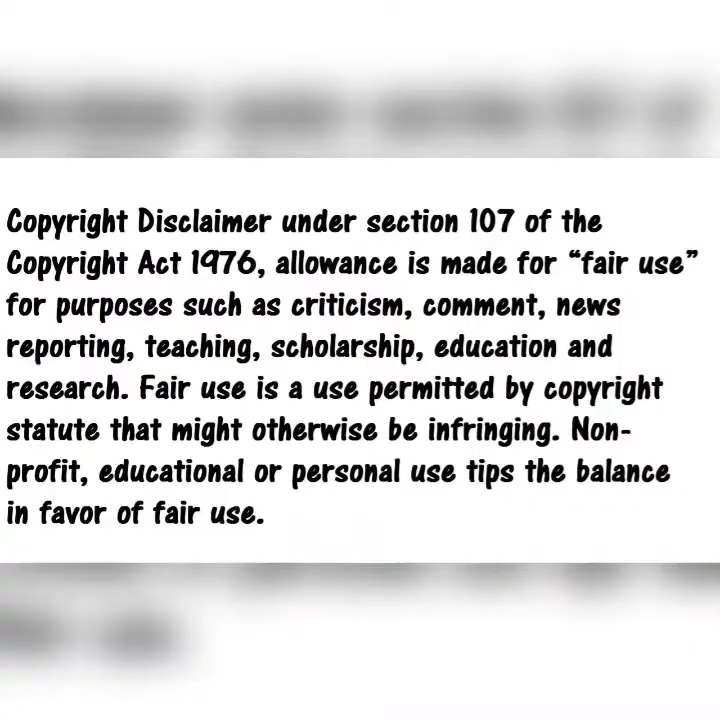 Copyright Disclaimer under section 107 of the
Copyright Act 1976, allowance is made for “fair use”
for purposes such as criticism, comment, news
reporting, teaching, scholarship, education and
research. Fair use is a use permitted by copyright
statute that might otherwise be infringing. Non-
profit, educational or personal use tips the balance
in favor of fair use.